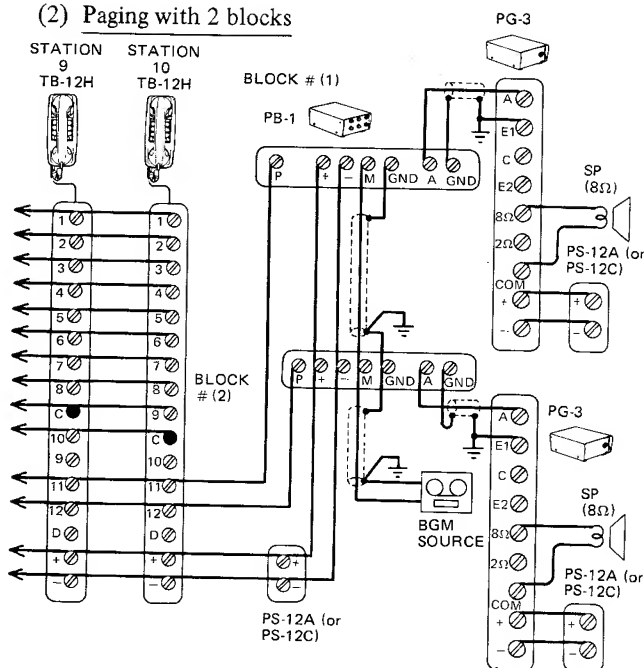 (2) Paging with 2 blocks
STATION
9
TB-12H
STATION
10
TB-12H
BLOCK # (1)
PB-1
PG-3
P + − M GND A GND
A
E1
C
E2
8Ω
2Ω
COM
+
−
SP
(8Ω)
PS-12A (or
PS-12C)
+
−
1
2
3
4
5
6
7
8
C
10
9
11
12
D
+
−
1
2
3
4
5
6
7
8
9
C
10
11
12
D
+
−
BLOCK
# (2)
P + − M GND A GND
BGM
SOURCE
+
−
PS-12A (or
PS-12C)
PG-3
A
E1
C
E2
8Ω
2Ω
COM
+
−
SP
(8Ω)
PS-12A (or
PS-12C)
+
−